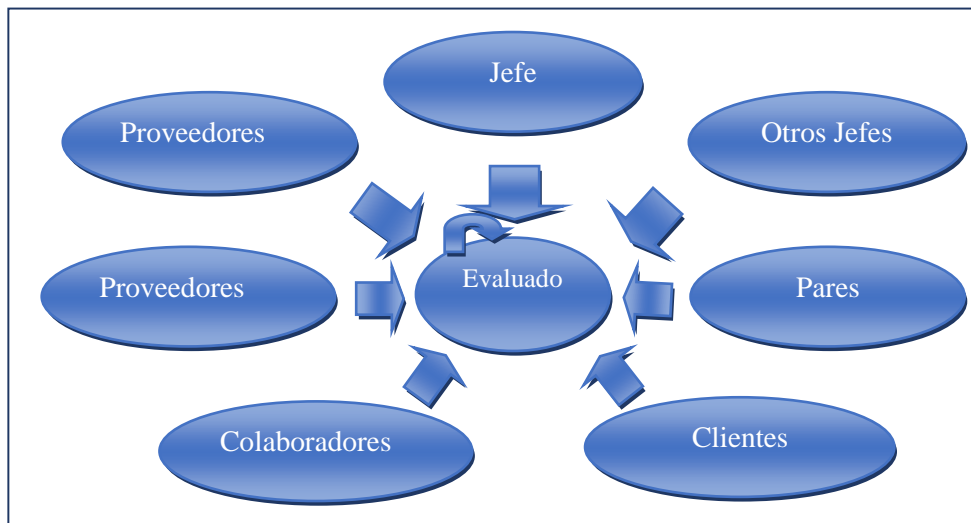 Jefe
Proveedores
Otros Jefes
Proveedores
Evaluado
Pares
Colaboradores
Clientes